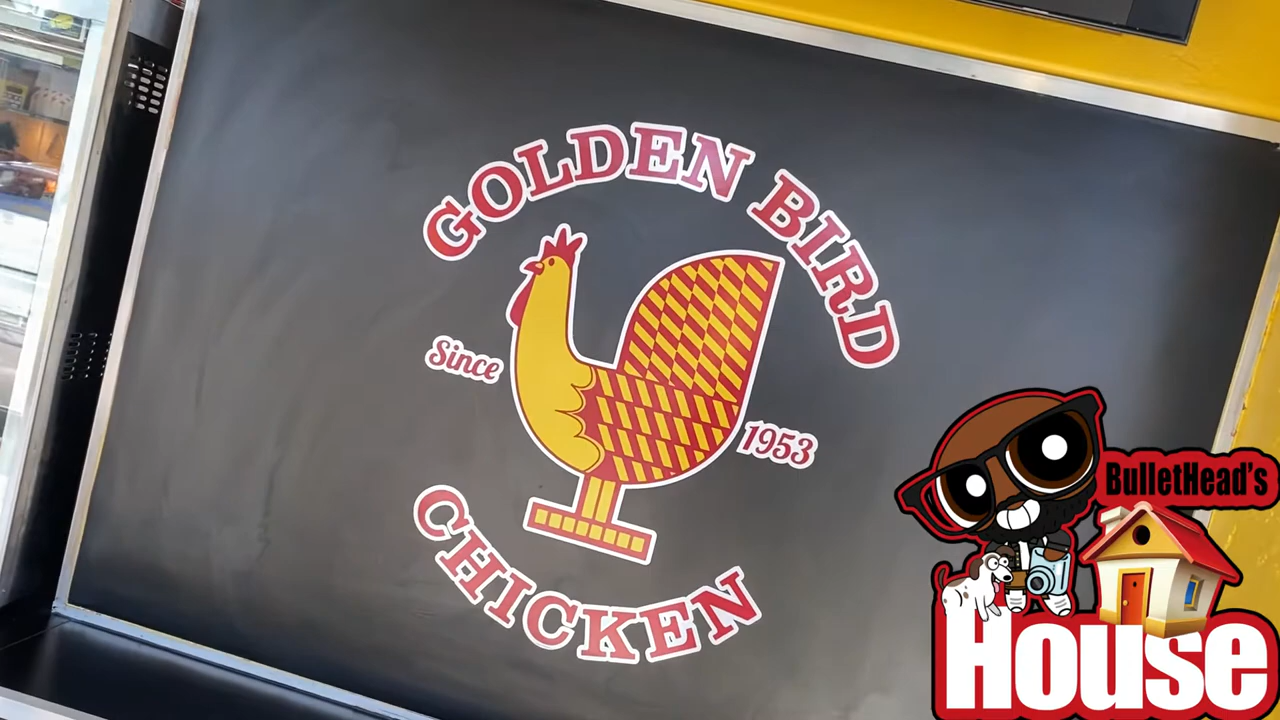 GOLDEN BIRD
Since
1953
CHICKEN
BulletHead's
House